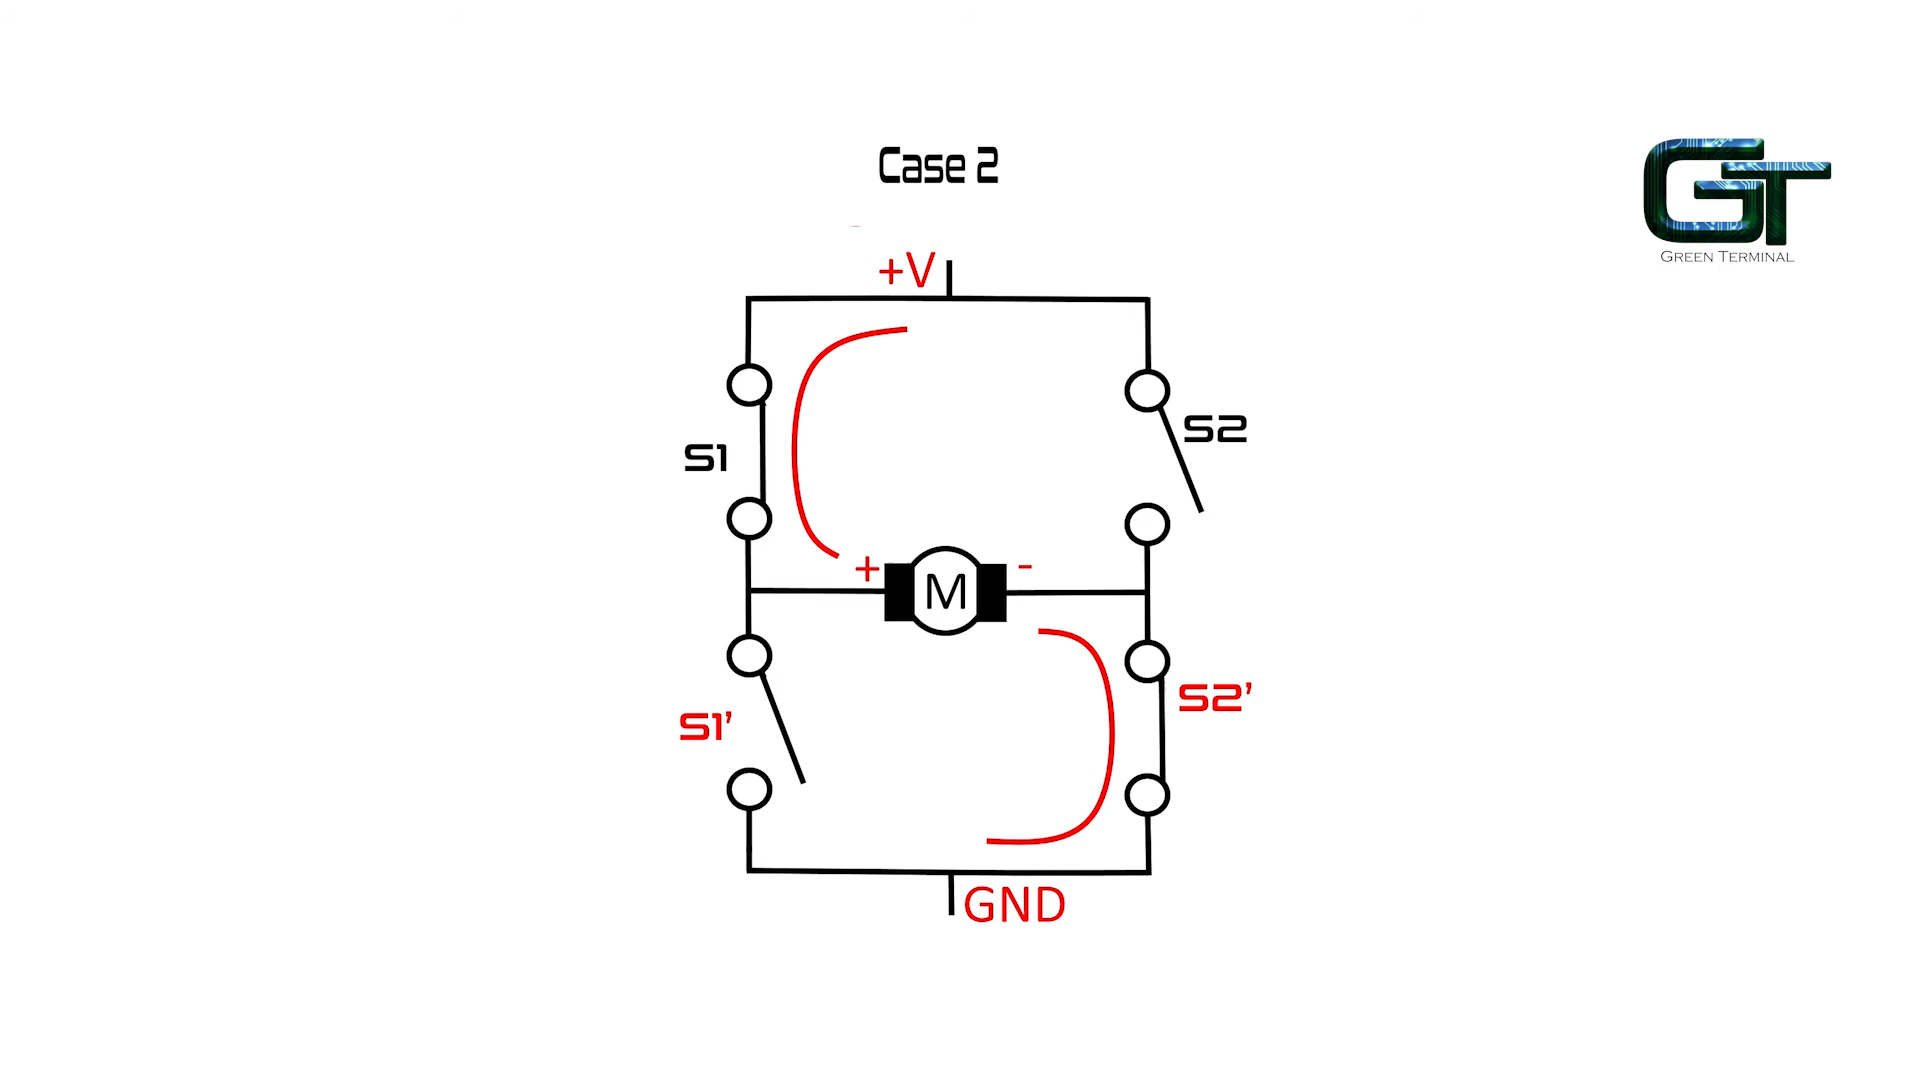 Case 2
GT
GREEN TERMINAL
+V
S1
S2
+
M
-
S1'
S2'
GND